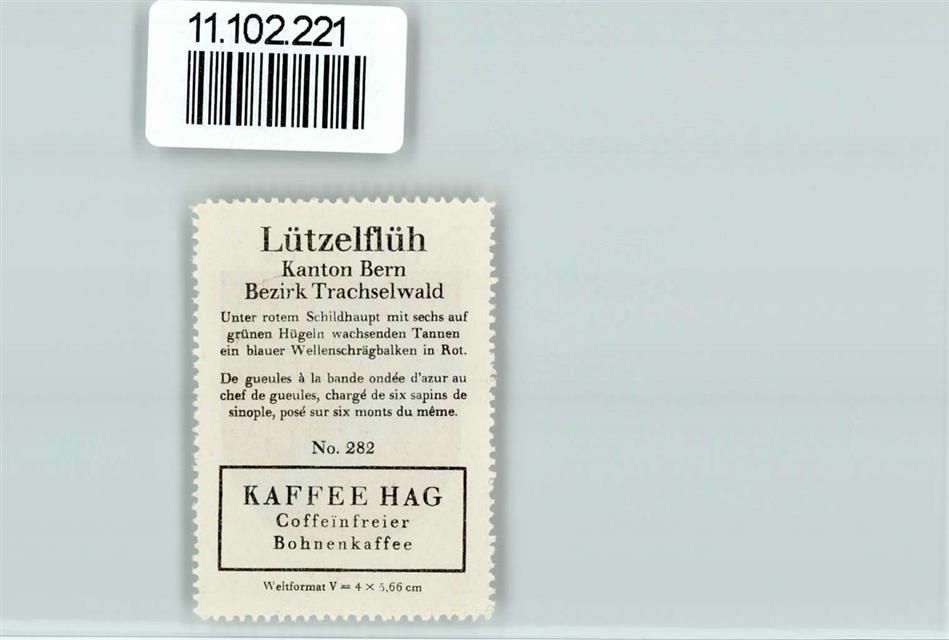 11.102.221
Lützelflüh
Kanton Bern
Bezirk Trachselwald
Unter rotem Schildhaupt mit sechs auf
grünen Hügeln wachsenden Tannen
ein blauer Wellenschrägbalken in Rot.
De gueules à la bande ondée d'azur au
chef de gueules, chargé de six sapins de
sinople, posé sur six monts du même.
No. 282
KAFFEE HAG
Coffeïnfreier
Bohnenkaffee
Weltformat V = 4 × 5,66 cm